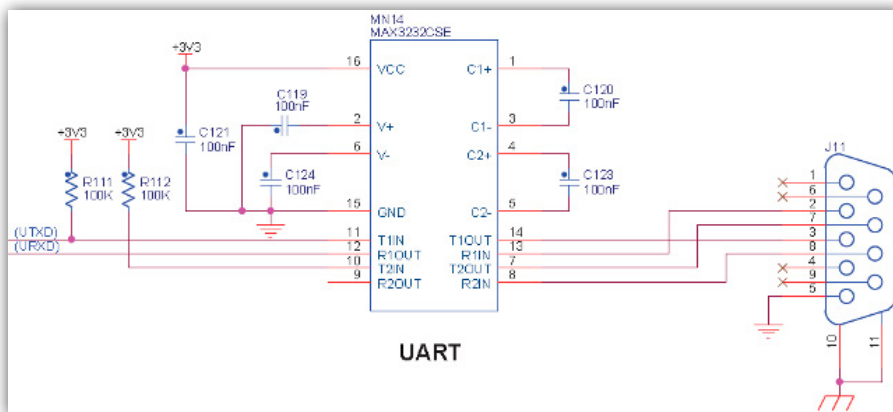 MN14
MAX3232CSE
+3V3
16 VCC C1+ 1
C119
100nF
C120
100nF
2 V+ C1- 3
+3V3 +3V3
C121
100nF
6 V- C2+ 4
R111
100K
R112
100K
C124
100nF
C123
100nF
J11
15 GND C2- 5
(UTXD) 11 T1IN T1OUT 14
(URXD) 12 R1OUT R1IN 13
10 T2IN T2OUT 7
9 R2OUT R2IN 8
1
6
2
7
3
8
4
9
5
UART
10
11